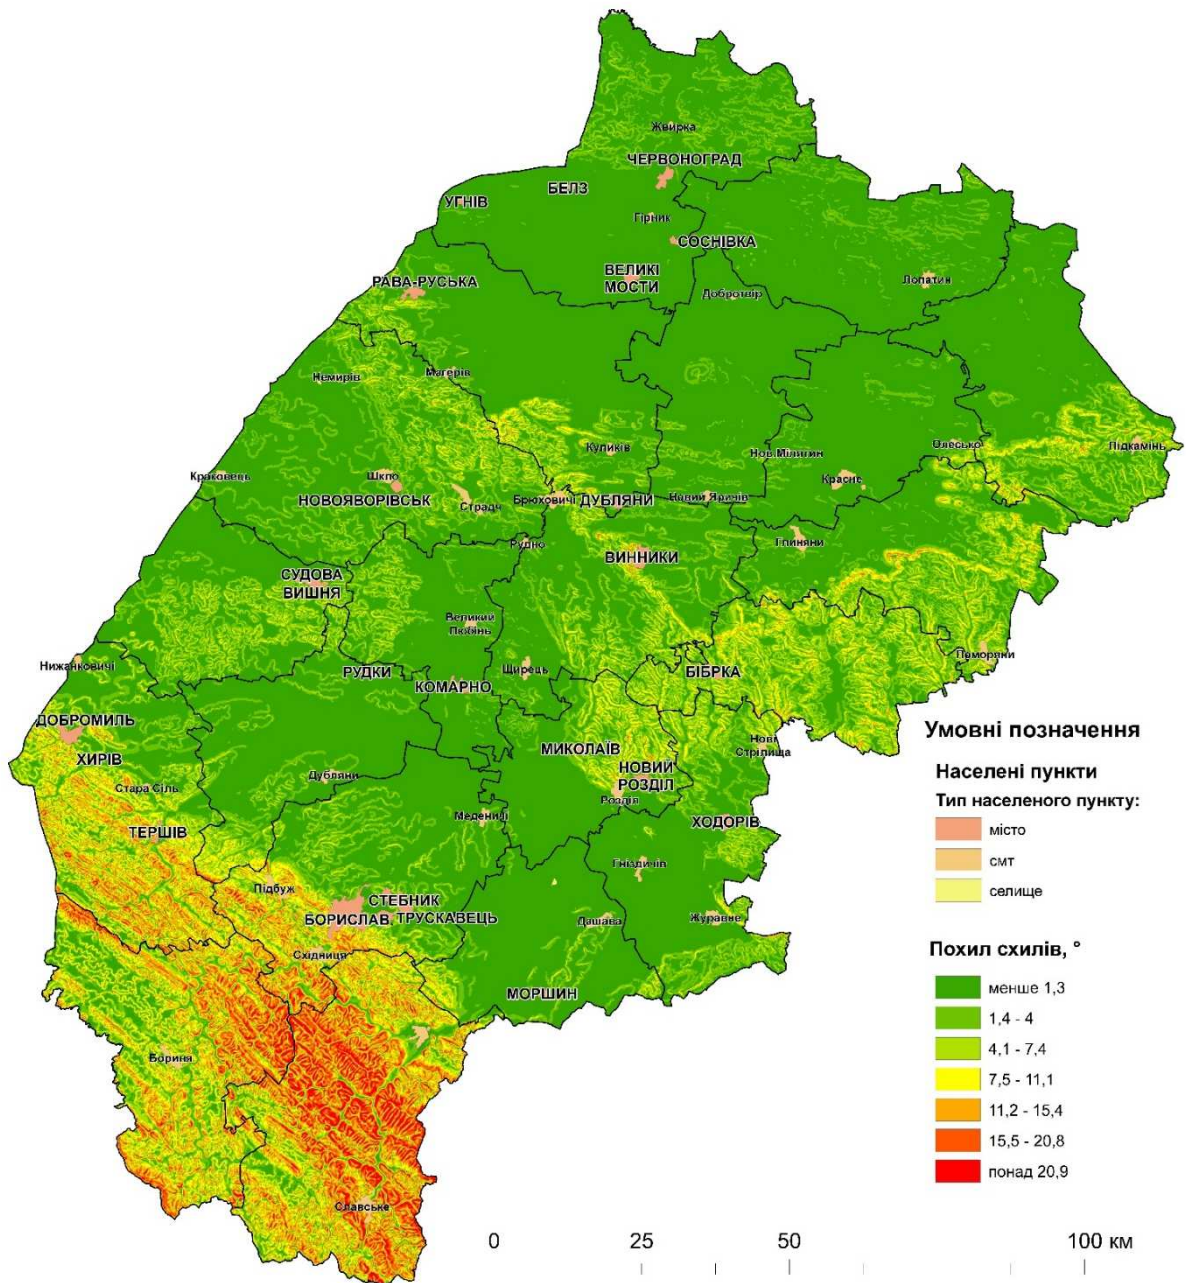 Жвирка
ЧЕРВОНОГРАД
БЕЛЗ
УГНІВ
Гірник
СОСНІВКА
ВЕЛИКІ
МОСТИ
РАВА-РУСЬКА
Добротвір
Лопатин
Немирів
Магерів
Куликів
Олесько
Підкамінь
Нов.Мілятин
Краковець
Шкло
Красне
НОВОЯВОРІВСЬК
Страдч
Брюховичі
ДУБЛЯНИ
Новий Яричів
Рудно
Глиняни
ВИННИКИ
СУДОВА
ВИШНЯ
Великий
Любінь
Нижанковичі
РУДКИ
Щирець
БІБРКА
Поморяни
КОМАРНО
ДОБРОМИЛЬ
ХИРІВ
МИКОЛАЇВ
Нові
Стрілища
НОВИЙ
РОЗДІЛ
Стара Сіль
Дубляни
Розділ
Меденичі
ХОДОРІВ
ТЕРШІВ
Гніздичів
Підбуж
СТЕБНИК
БОРИСЛАВ
ТРУСКАВЕЦЬ
Дашава
Журавне
Східниця
МОРШИН
Бориня
Славське
Умовні позначення
Населені пункти
Тип населеного пункту:
місто
смт
селище
Похил схилів, °
менше 1,3
1,4 - 4
4,1 - 7,4
7,5 - 11,1
11,2 - 15,4
15,5 - 20,8
понад 20,9
0 25 50 100 км